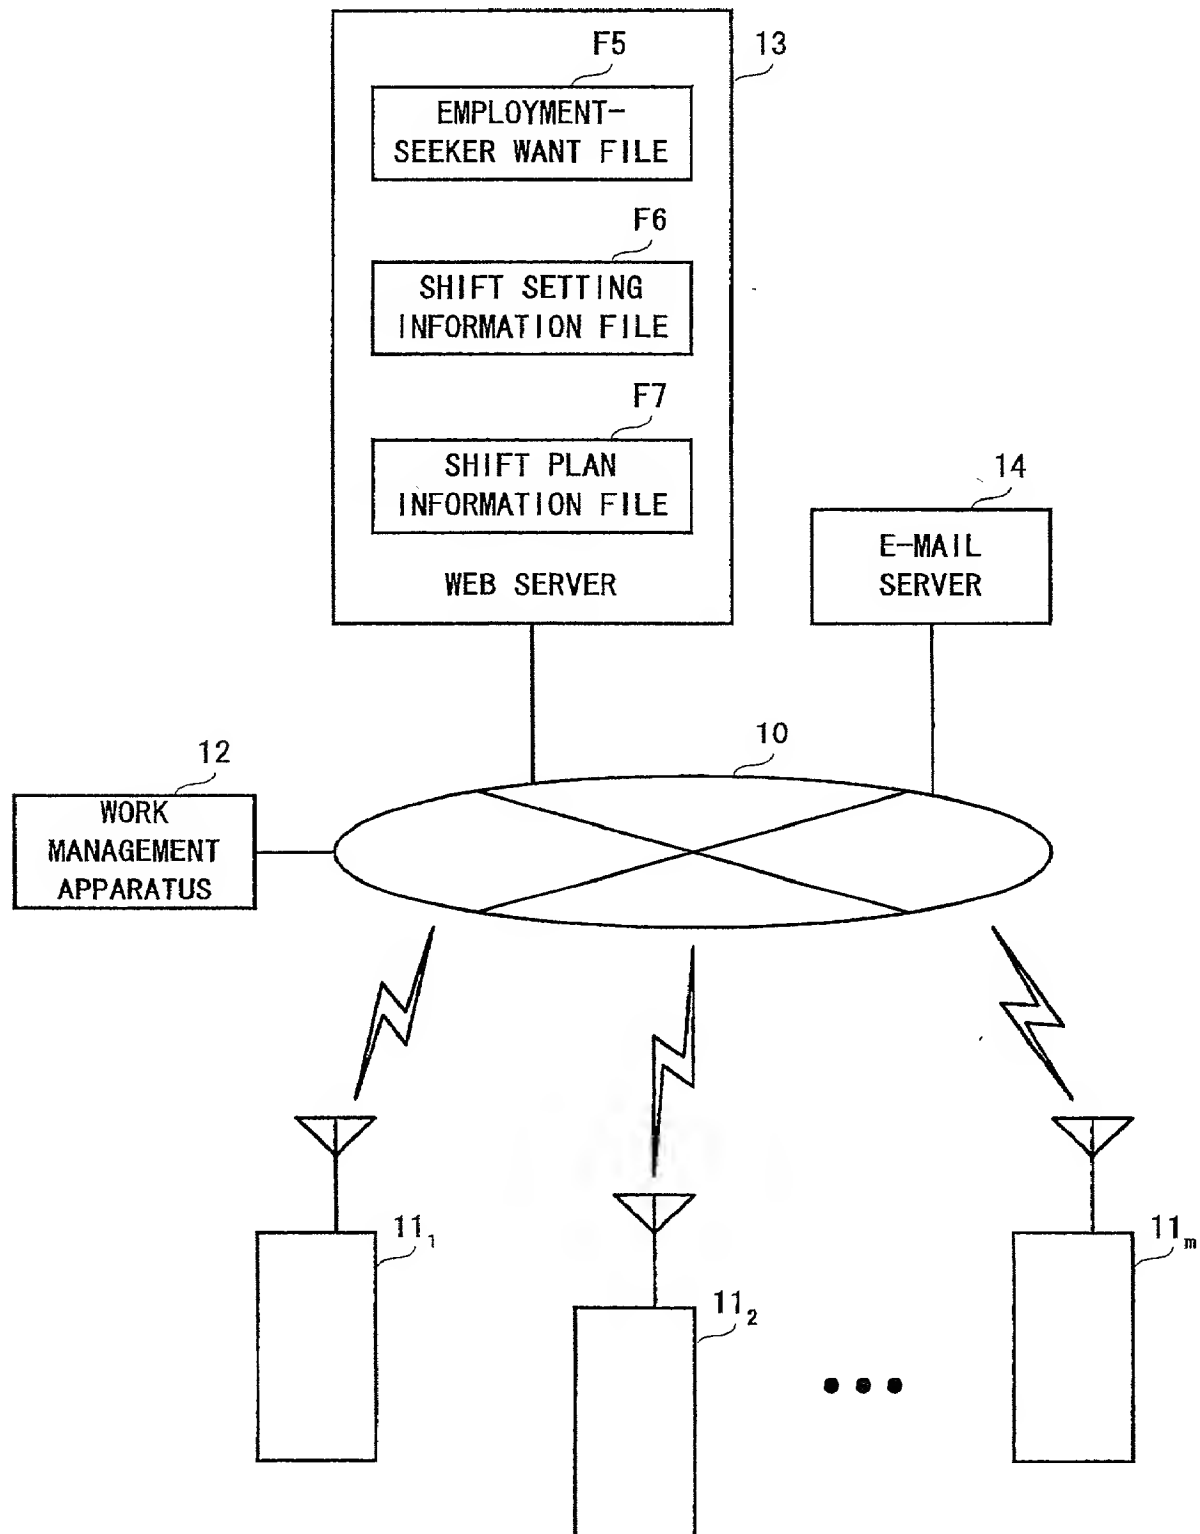 13
F5
EMPLOYMENT-
SEEKER WANT FILE
F6
SHIFT SETTING
INFORMATION FILE
F7
SHIFT PLAN
INFORMATION FILE
WEB SERVER
14
E-MAIL
SERVER
10
12
WORK
MANAGEMENT
APPARATUS
11₁
11₂
11ₘ